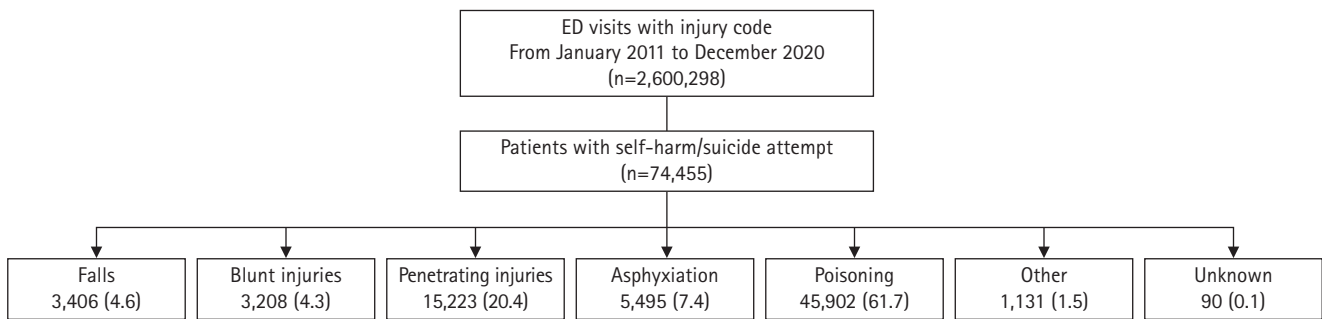 ED visits with injury code
From January 2011 to December 2020
(n=2,600,298)
Patients with self-harm/suicide attempt
(n=74,455)
Falls
3,406 (4.6)
Blunt injuries
3,208 (4.3)
Penetrating injuries
15,223 (20.4)
Asphyxiation
5,495 (7.4)
Poisoning
45,902 (61.7)
Other
1,131 (1.5)
Unknown
90 (0.1)